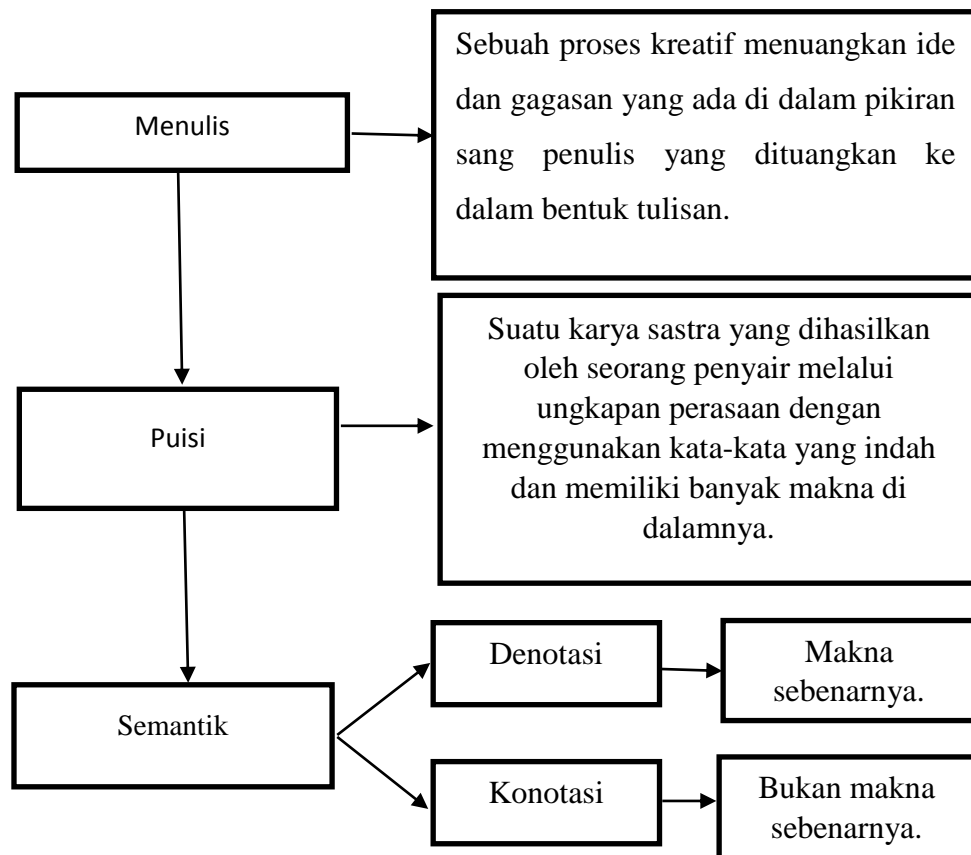 Menulis
Sebuah proses kreatif menuangkan ide
dan gagasan yang ada di dalam pikiran
sang penulis yang dituangkan ke
dalam bentuk tulisan.
Puisi
Suatu karya sastra yang dihasilkan
oleh seorang penyair melalui
ungkapan perasaan dengan
menggunakan kata-kata yang indah
dan memiliki banyak makna di
dalamnya.
Semantik
Denotasi
Makna
sebenarnya.
Konotasi
Bukan makna
sebenarnya.